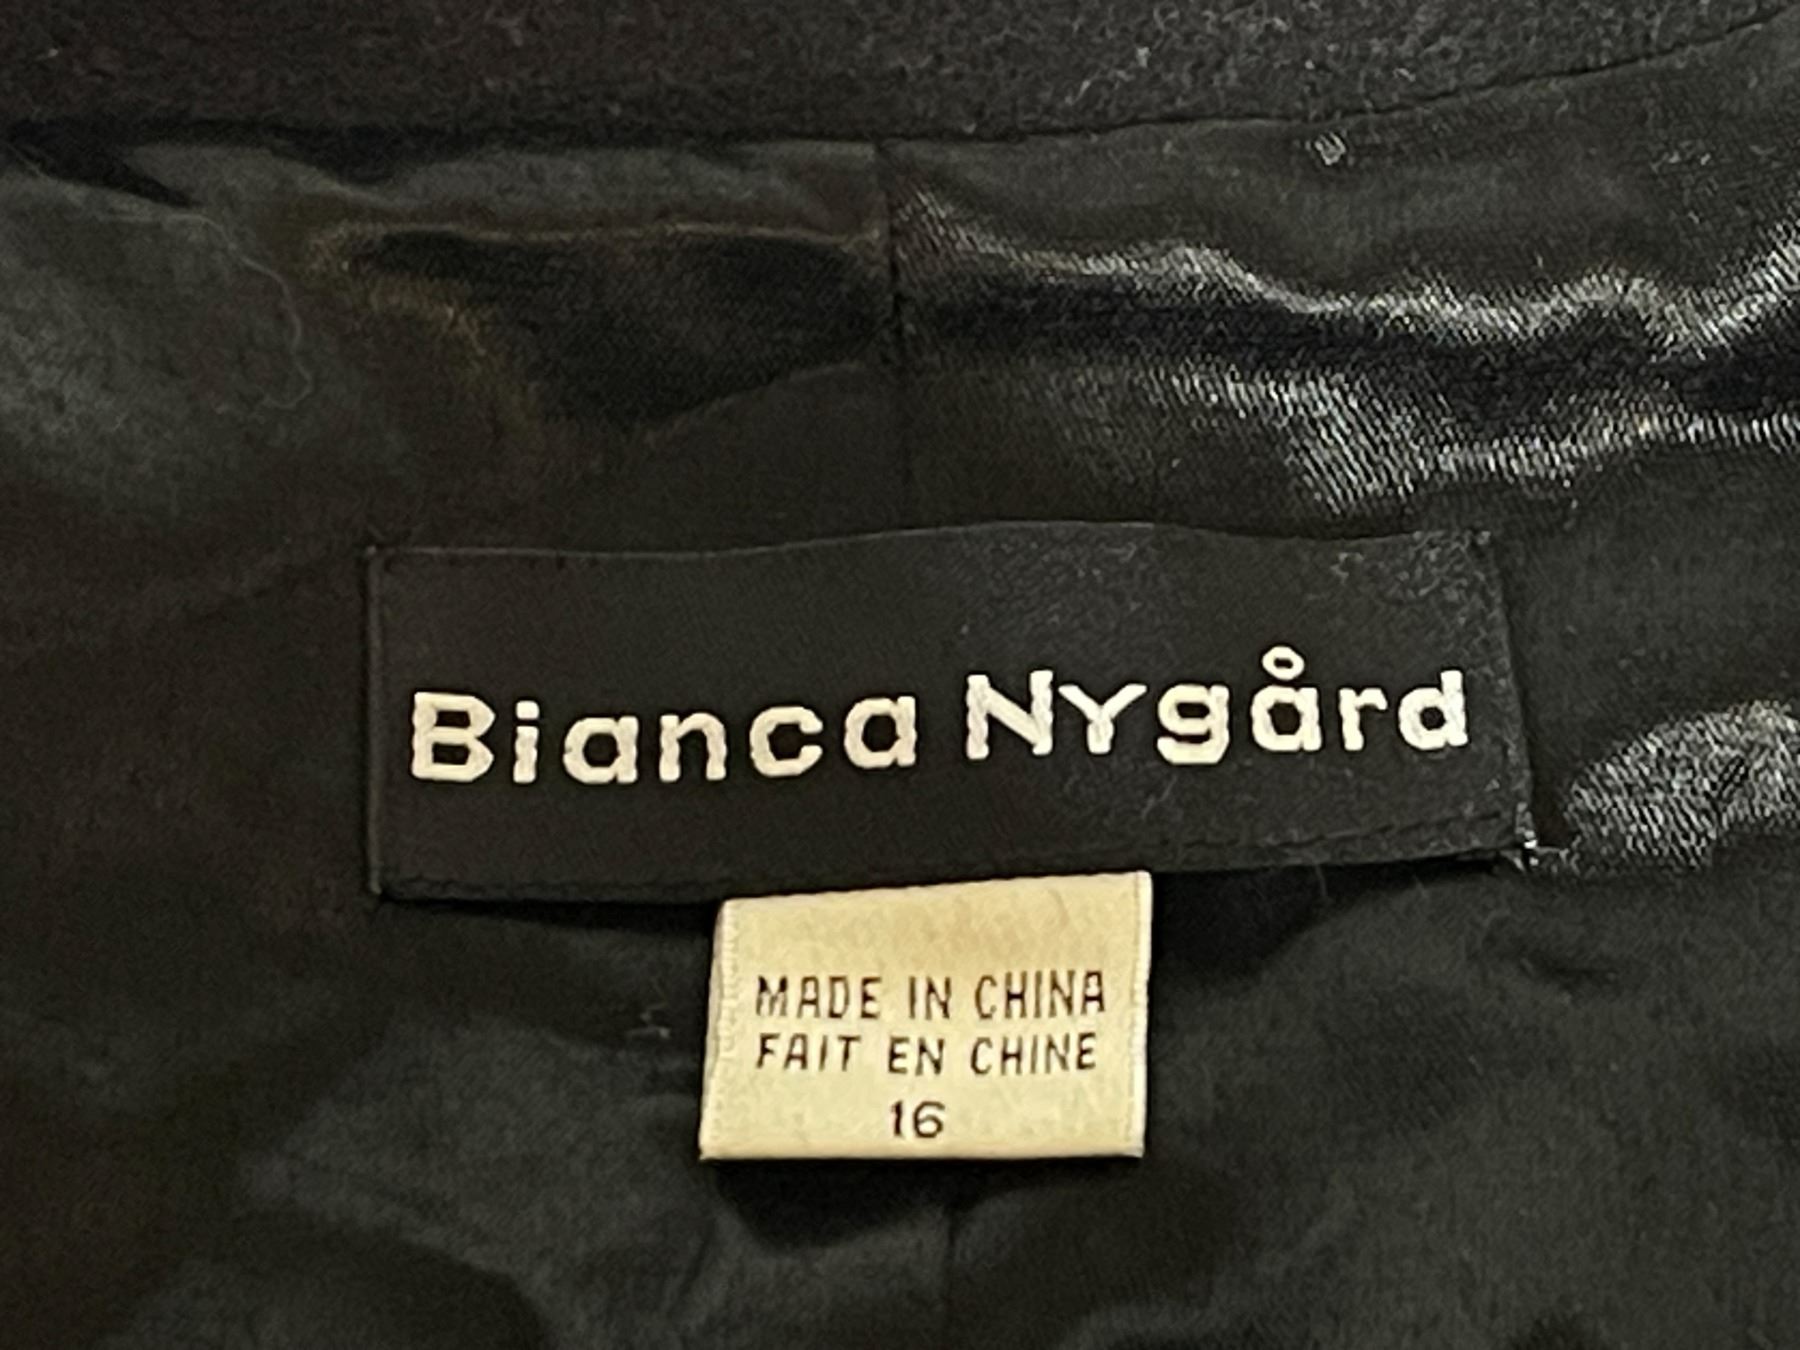 Bianca Nygård
MADE IN CHINA
FAIT EN CHINE
16